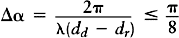 Δα = 2π / λ(d_d − d_r) ≤ π / 8